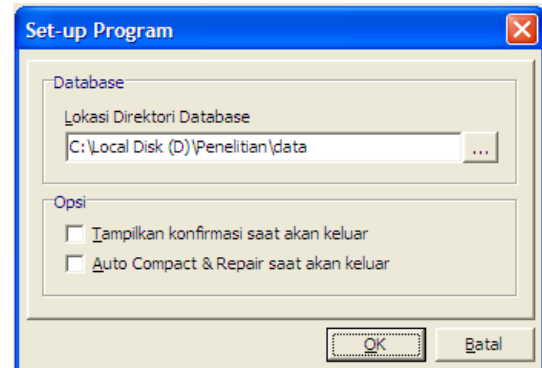 Set-up Program
Database
Lokasi Direktori Database
C:\Local Disk (D)\Penelitian\data
...
Opsi
Tampilkan konfirmasi saat akan keluar
Auto Compact & Repair saat akan keluar
OK Batal